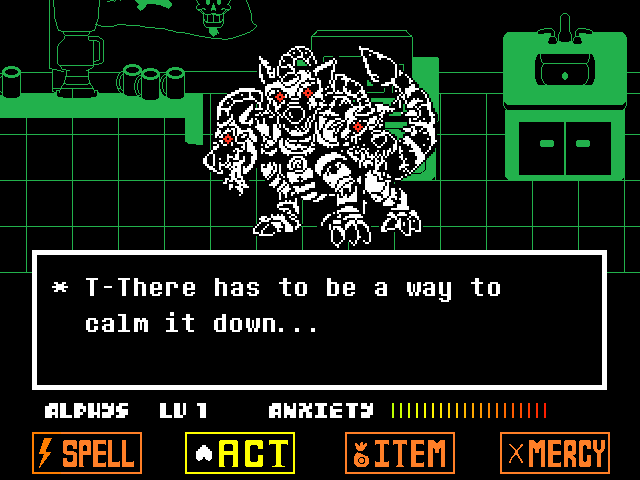 * T-There has to be a way to
calm it down...
ALPHYS LV 1 ANXIETY
SPELL ACT ITEM MERCY